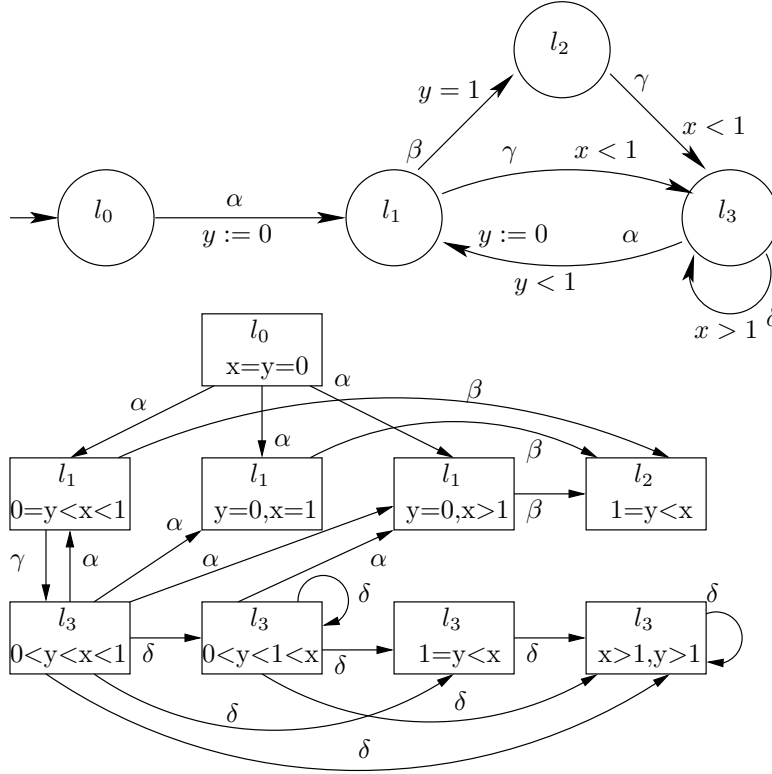 l₂
y = 1
γ
β
γ
x < 1
x < 1
l₀
α
y := 0
l₁
l₃
y := 0
α
y < 1
x > 1
δ
l₀
x=y=0
α
α
α
β
β
l₁
0=y<x<1
l₁
y=0,x=1
l₁
y=0,x>1
β
l₂
1=y<x
γ
α
α
α
α
l₃
0<y<x<1
δ
l₃
0<y<1<x
δ
δ
l₃
1=y<x
δ
l₃
x>1,y>1
δ
δ
δ
δ